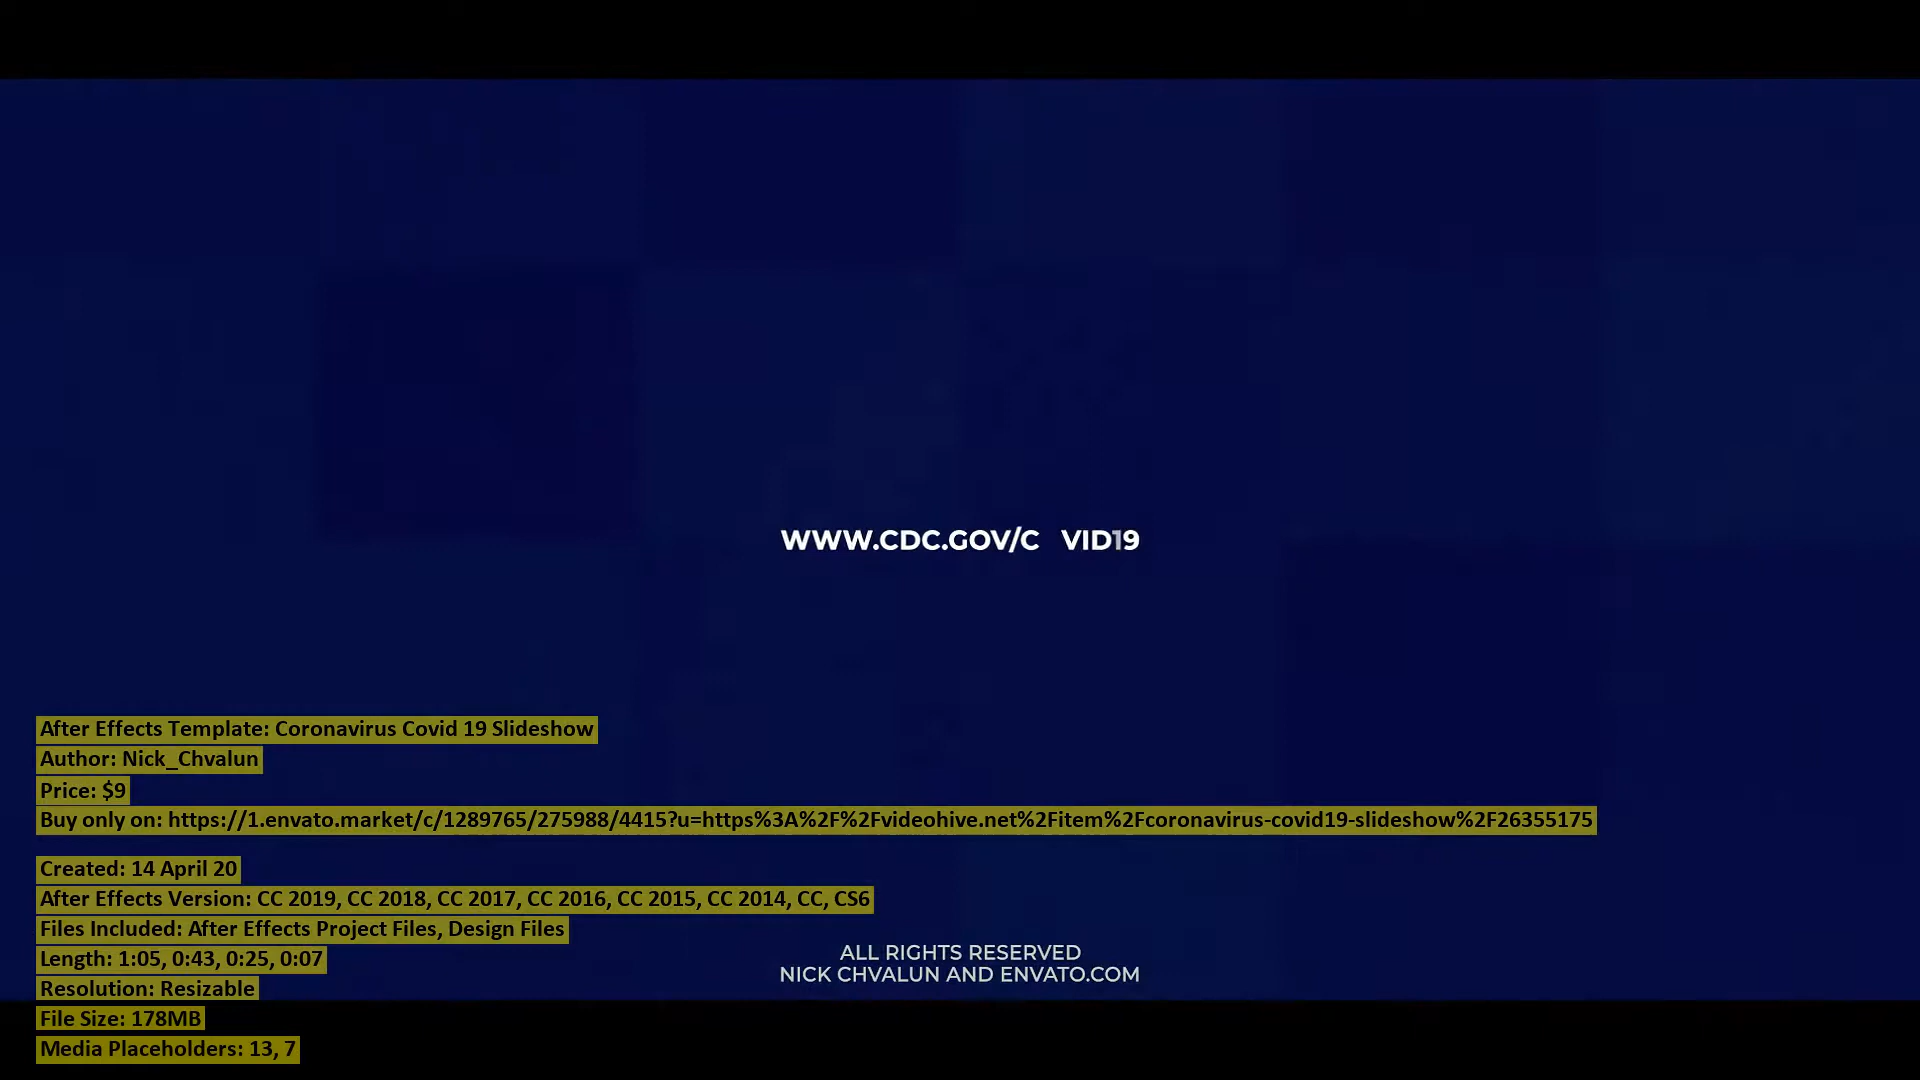 WWW.CDC.GOV/C VID19
After Effects Template: Coronavirus Covid 19 Slideshow
Author: Nick_Chvalun
Price: $9
Buy only on: https://1.envato.market/c/1289765/275988/4415?u=https%3A%2F%2Fvideohive.net%2Fitem%2Fcoronavirus-covid19-slideshow%2F26355175
Created: 14 April 20
After Effects Version: CC 2019, CC 2018, CC 2017, CC 2016, CC 2015, CC 2014, CC, CS6
Files Included: After Effects Project Files, Design Files
Length: 1:05, 0:43, 0:25, 0:07
Resolution: Resizable
File Size: 178MB
Media Placeholders: 13, 7
ALL RIGHTS RESERVED
NICK CHVALUN AND ENVATO.COM